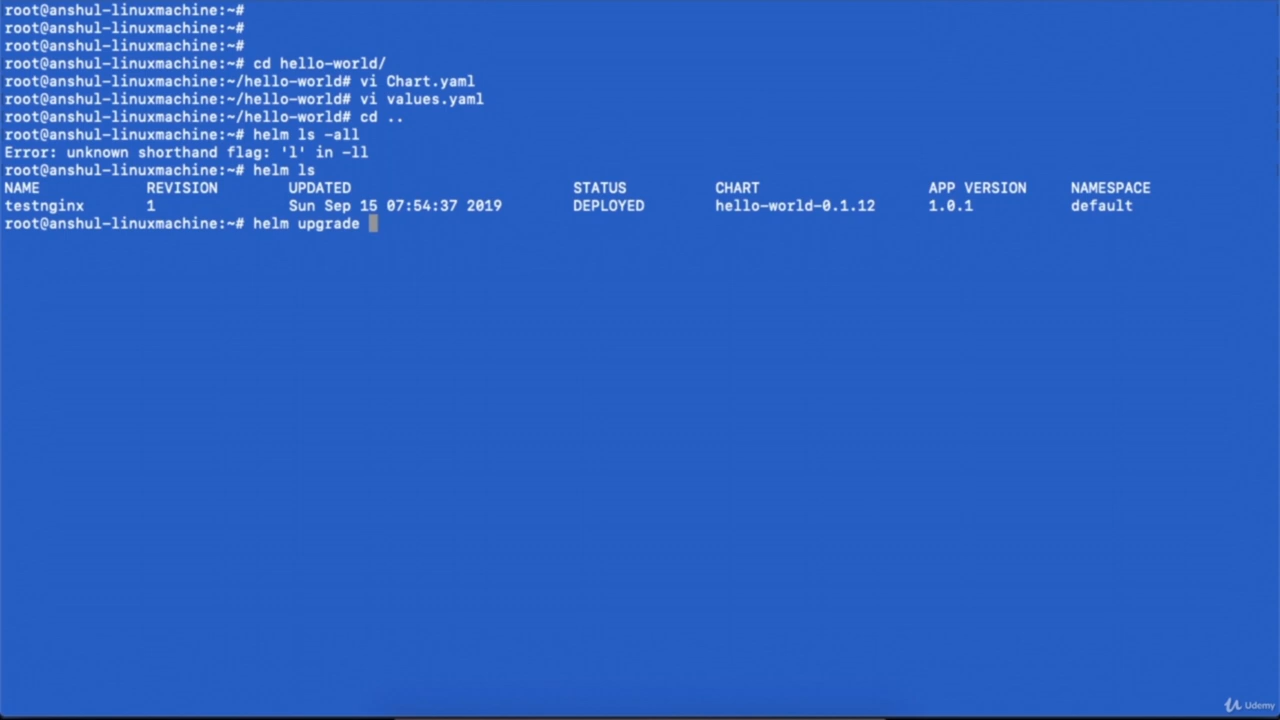 root@anshul-linuxmachine:~#
root@anshul-linuxmachine:~#
root@anshul-linuxmachine:~#
root@anshul-linuxmachine:~# cd hello-world/
root@anshul-linuxmachine:~/hello-world# vi Chart.yaml
root@anshul-linuxmachine:~/hello-world# vi values.yaml
root@anshul-linuxmachine:~/hello-world# cd ..
root@anshul-linuxmachine:~# helm ls -all
Error: unknown shorthand flag: 'l' in -ll
root@anshul-linuxmachine:~# helm ls
NAME REVISION UPDATED STATUS CHART APP VERSION NAMESPACE
testnginx 1 Sun Sep 15 07:54:37 2019 DEPLOYED hello-world-0.1.12 1.0.1 default
root@anshul-linuxmachine:~# helm upgrade
Udemy